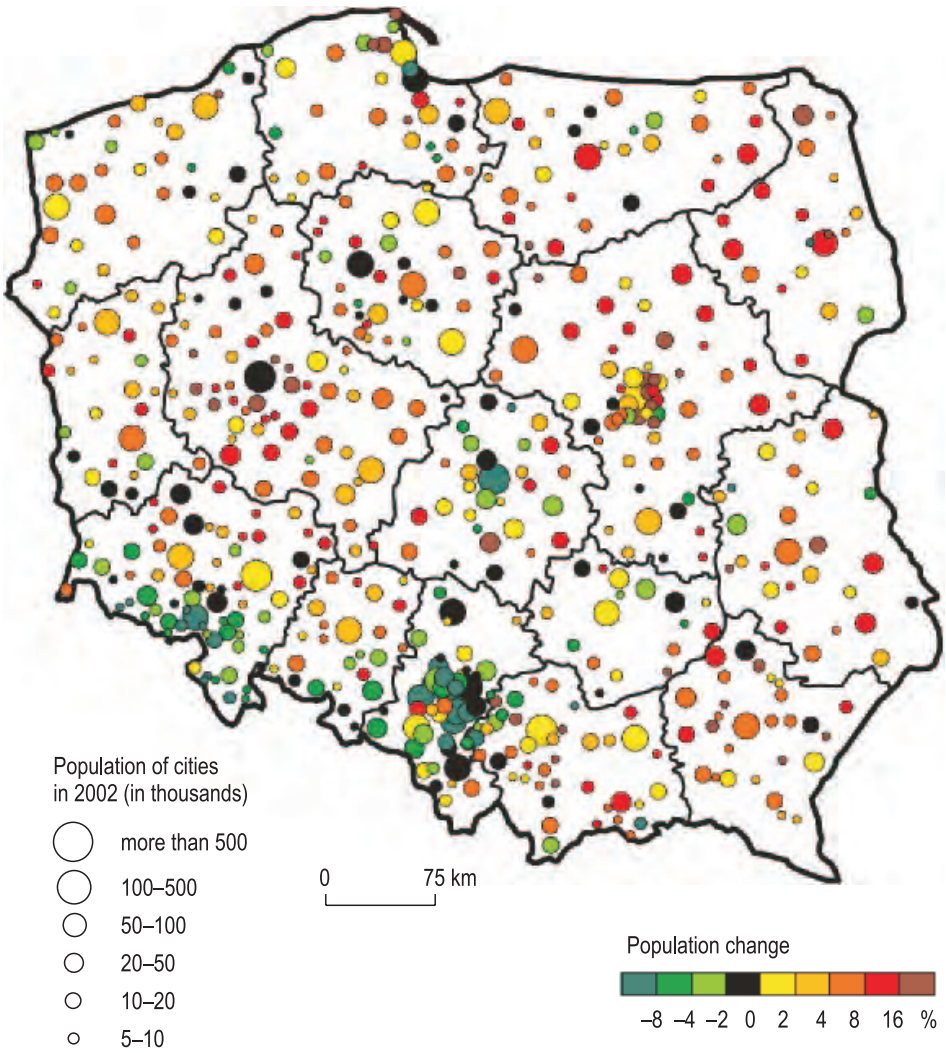 Population of cities
in 2002 (in thousands)
more than 500
100–500
50–100
20–50
10–20
5–10
0 75 km
Population change
–8 –4 –2 0 2 4 8 16 %